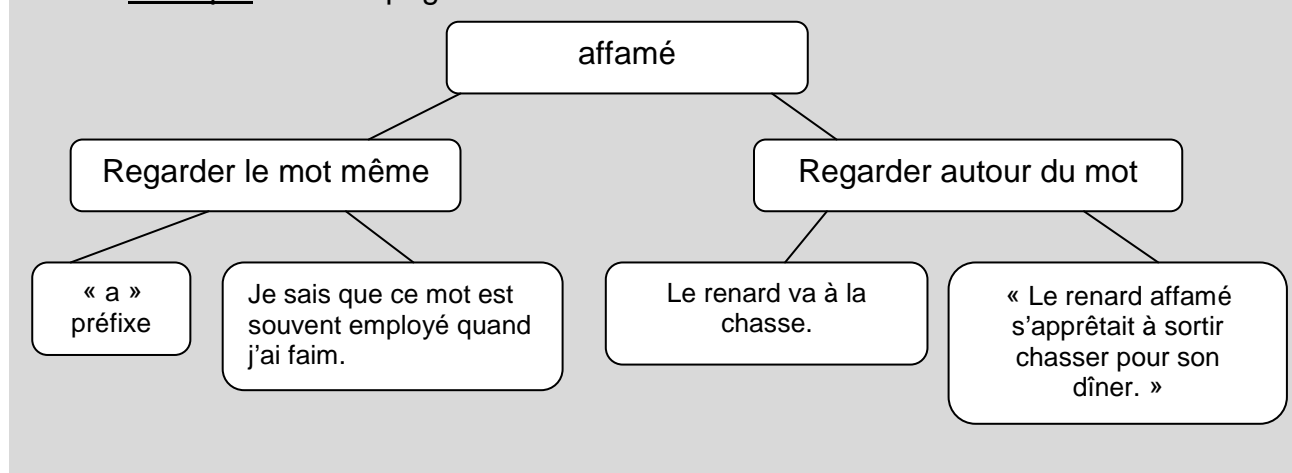 affamé
Regarder le mot même
Regarder autour du mot
« a »
préfixe
Je sais que ce mot est
souvent employé quand
j’ai faim.
Le renard va à la
chasse.
« Le renard affamé
s’apprêtait à sortir
chasser pour son
dîner. »